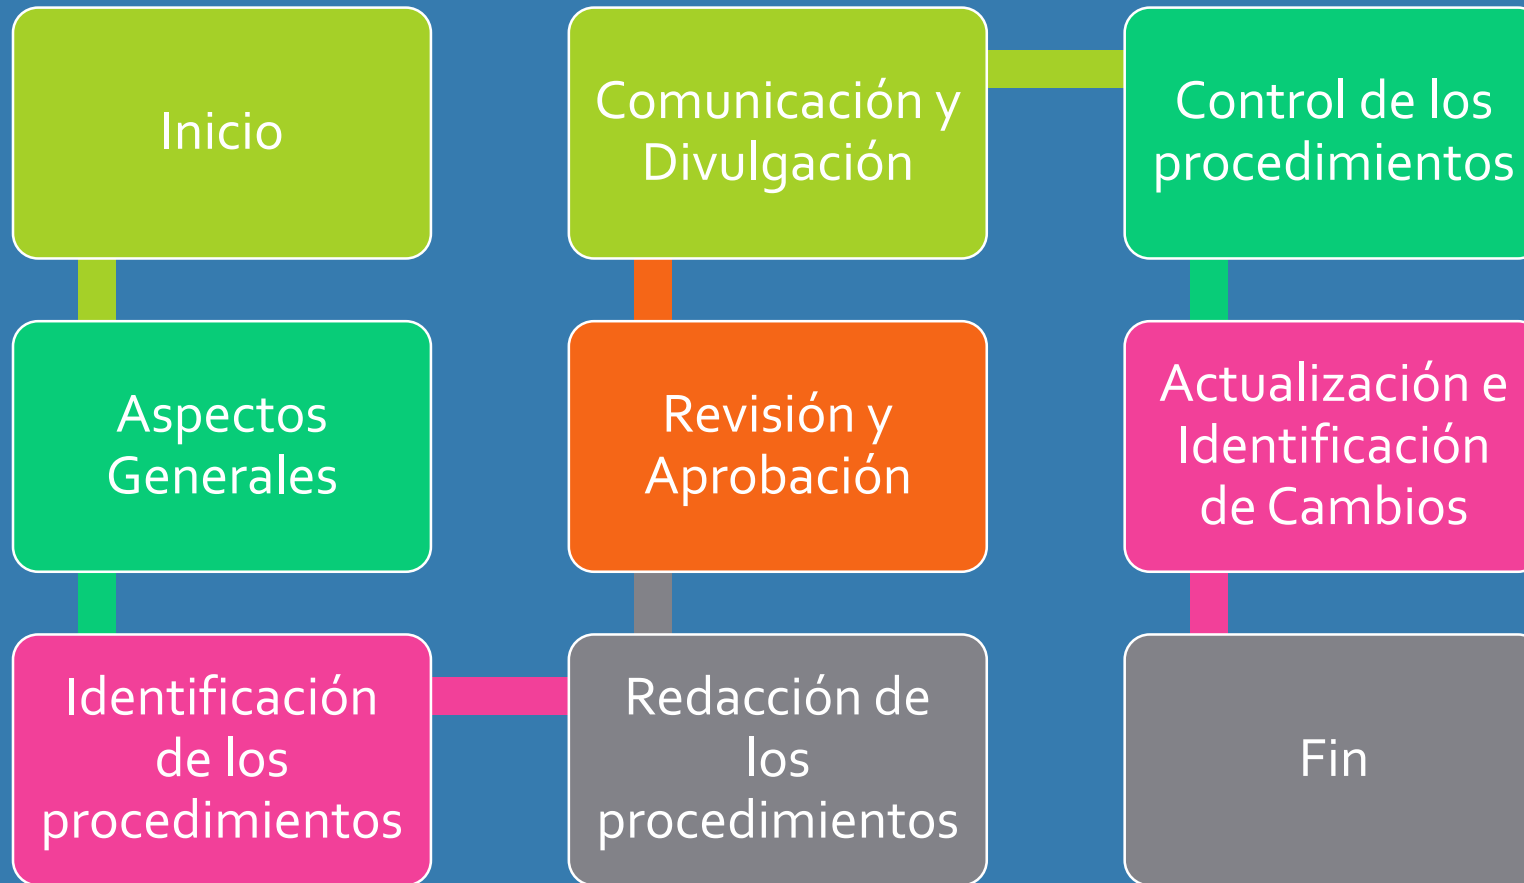 Inicio
Aspectos
Generales
Identificación
de los
procedimientos
Redacción de
los
procedimientos
Revisión y
Aprobación
Comunicación y
Divulgación
Control de los
procedimientos
Actualización e
Identificación
de Cambios
Fin